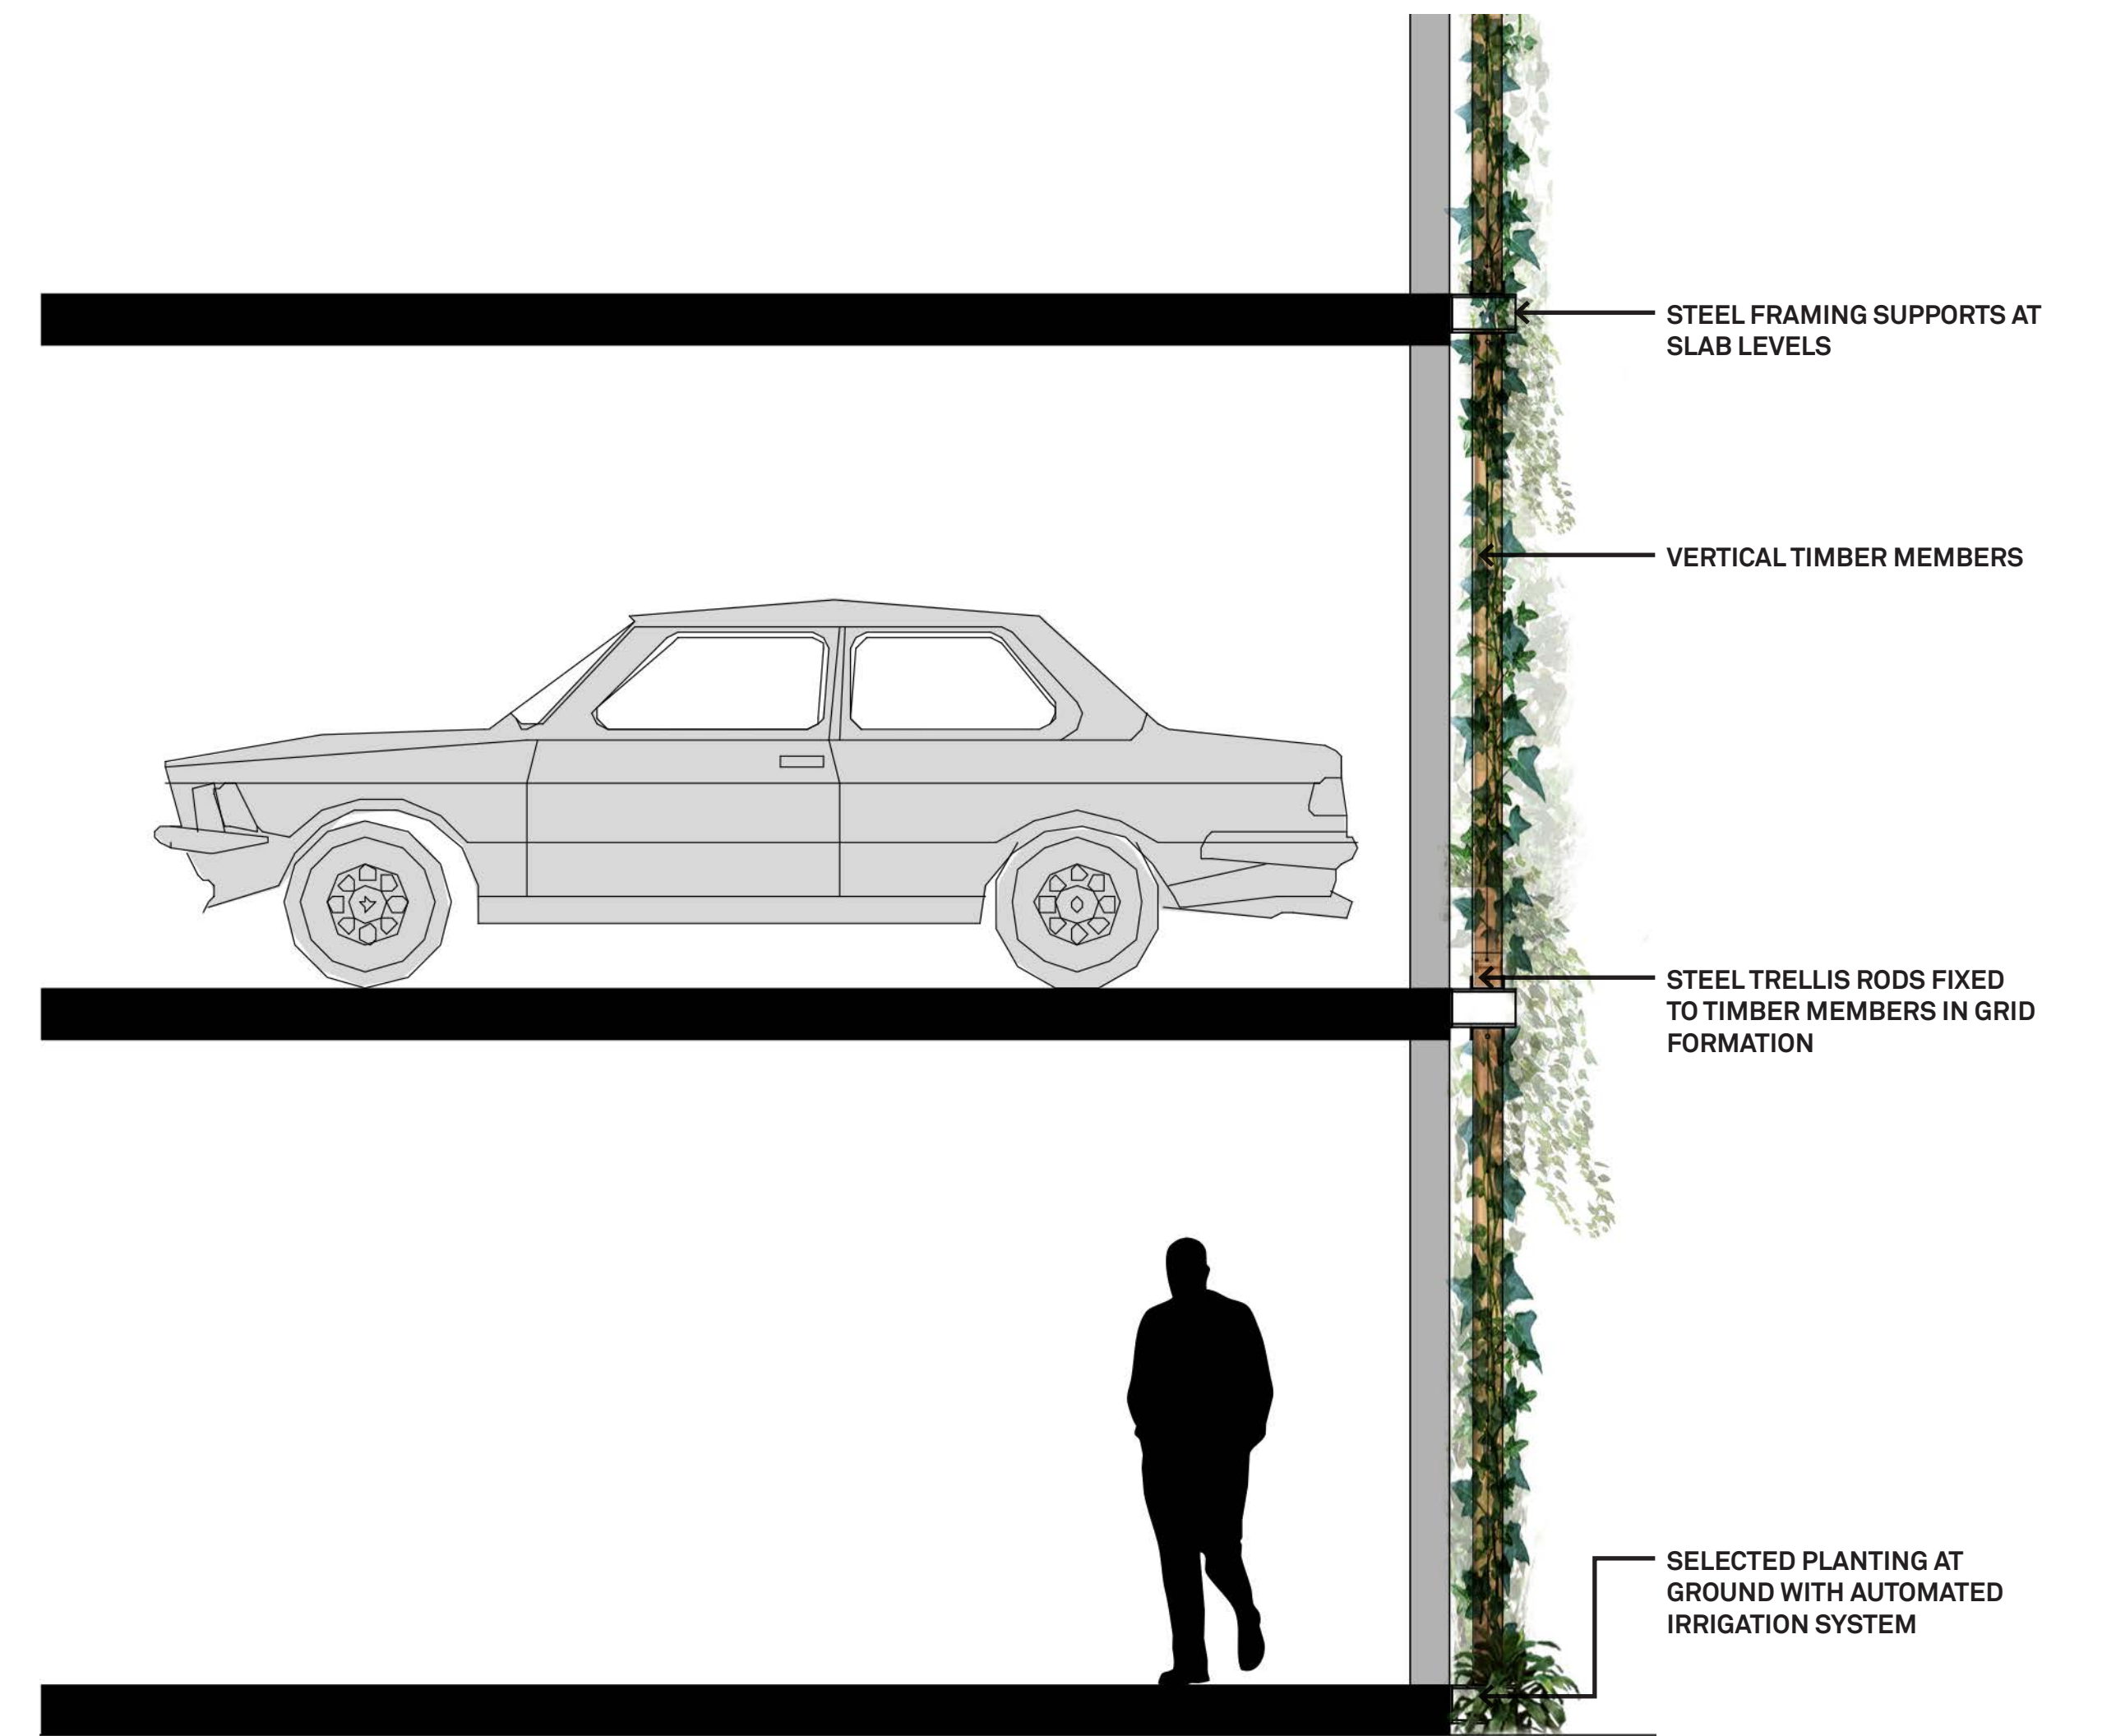 STEEL FRAMING SUPPORTS AT
SLAB LEVELS
VERTICAL TIMBER MEMBERS
STEEL TRELLIS RODS FIXED
TO TIMBER MEMBERS IN GRID
FORMATION
SELECTED PLANTING AT
GROUND WITH AUTOMATED
IRRIGATION SYSTEM